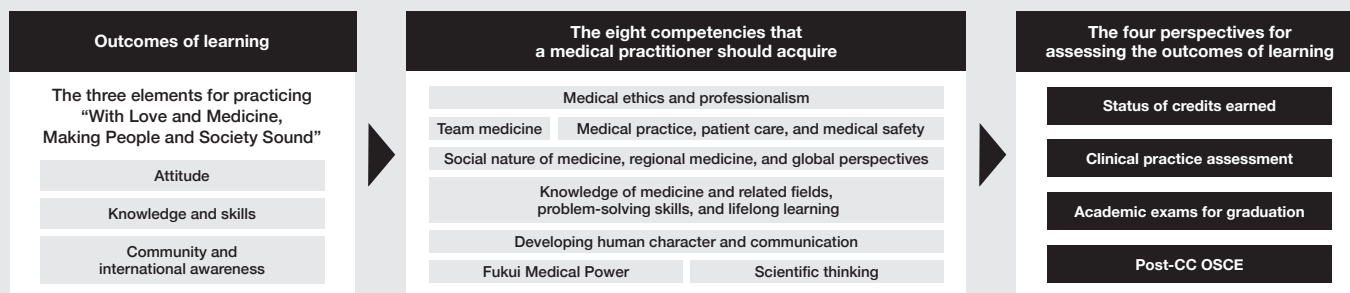 Outcomes of learning
The three elements for practicing
“With Love and Medicine,
Making People and Society Sound”
Attitude
Knowledge and skills
Community and
international awareness
The eight competencies that
a medical practitioner should acquire
Medical ethics and professionalism
Team medicine
Medical practice, patient care, and medical safety
Social nature of medicine, regional medicine, and global perspectives
Knowledge of medicine and related fields,
problem-solving skills, and lifelong learning
Developing human character and communication
Fukui Medical Power
Scientific thinking
The four perspectives for
assessing the outcomes of learning
Status of credits earned
Clinical practice assessment
Academic exams for graduation
Post-CC OSCE